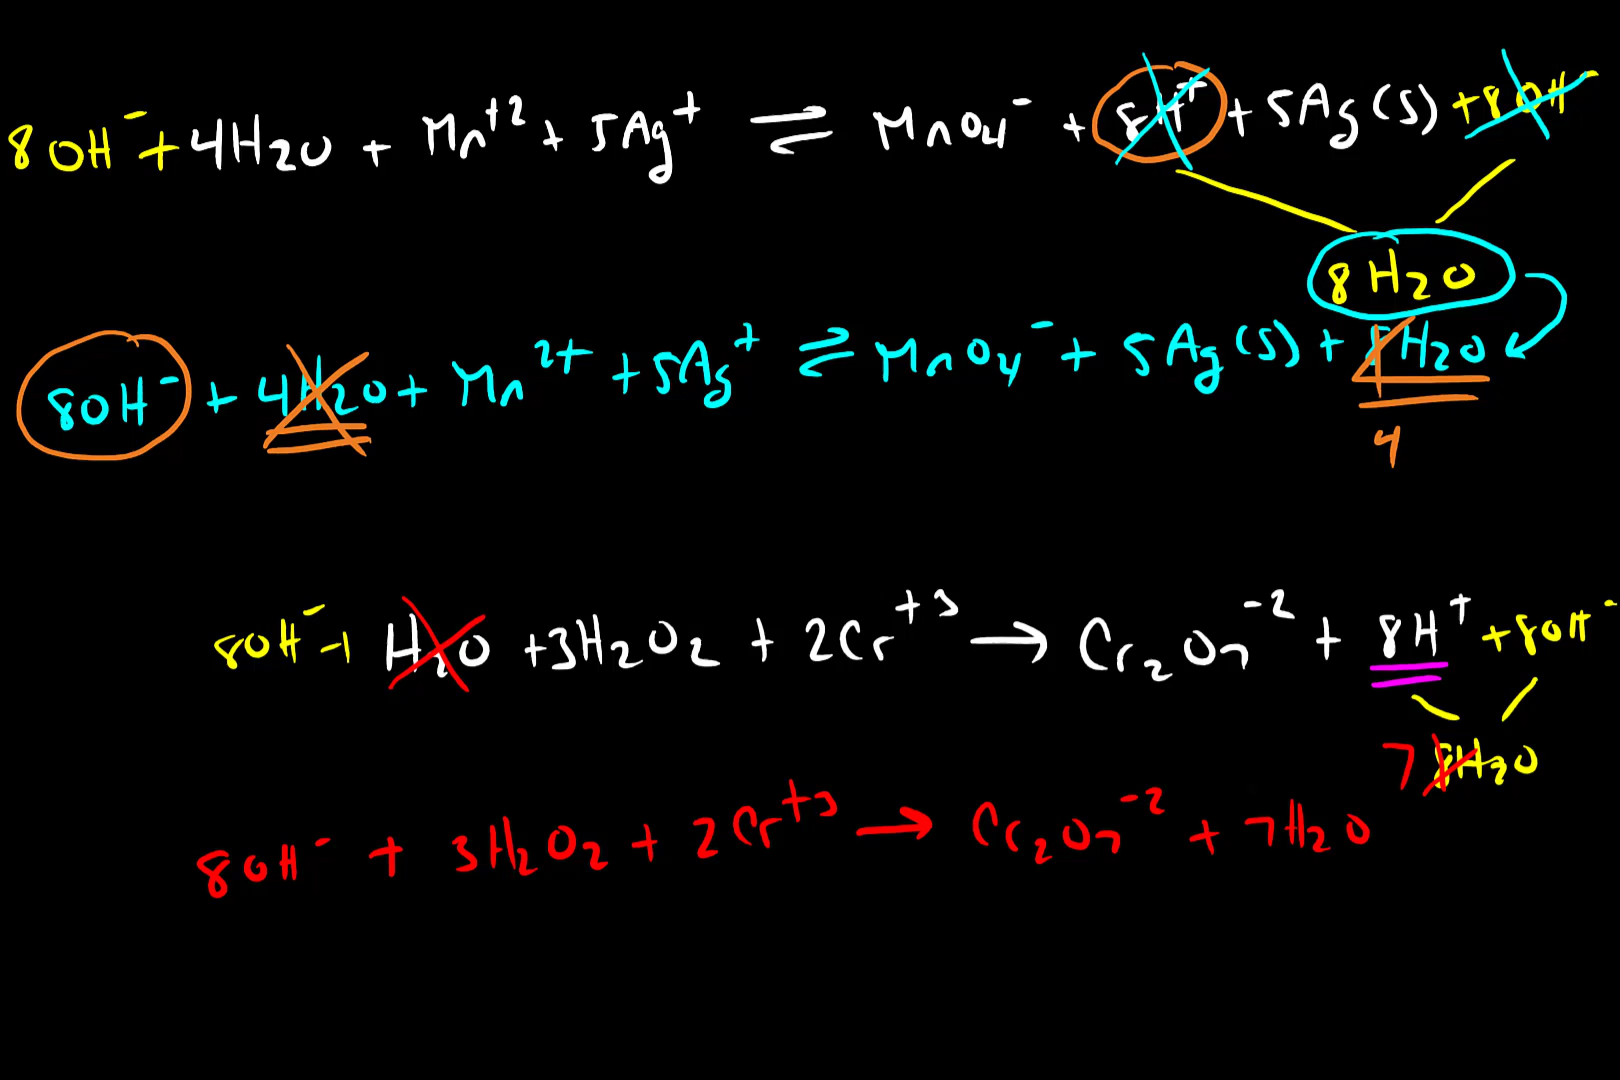 8OH⁻ + 4H₂O + Mn⁺² + 5Ag⁺ ⇌ MnO₄⁻ + 8H⁺ + 5Ag(s) + 8OH⁻
8H₂O
8OH⁻ + 4H₂O + Mn²⁺ + 5Ag⁺ ⇌ MnO₄⁻ + 5Ag(s) + 8H₂O
4
8OH⁻ + H₂O + 3H₂O₂ + 2Cr⁺³ → Cr₂O₇⁻² + 8H⁺ + 8OH⁻
7 8H₂O
8OH⁻ + 3H₂O₂ + 2Cr⁺³ → Cr₂O₇⁻² + 7H₂O